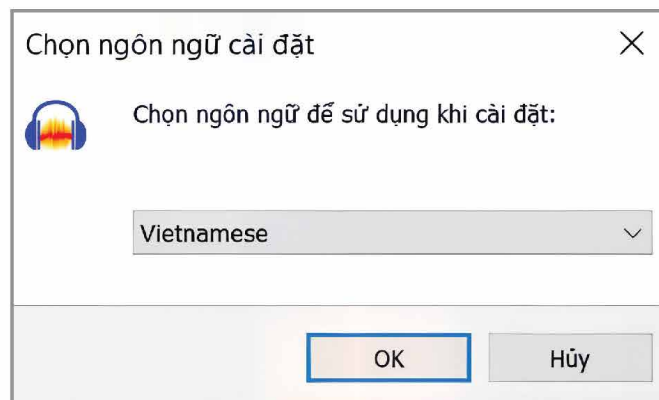 Chọn ngôn ngữ cài đặt
Chọn ngôn ngữ để sử dụng khi cài đặt:
Vietnamese
OK
Hủy